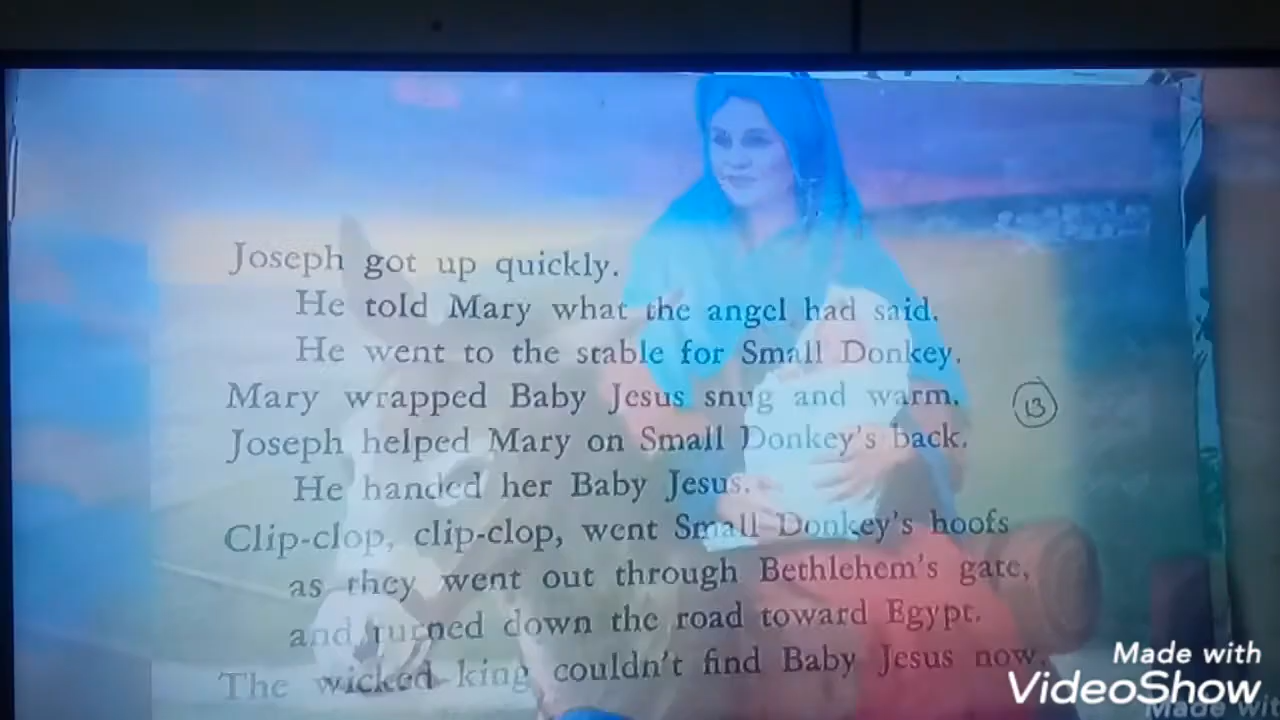 Joseph got up quickly.
He told Mary what the angel had said.
He went to the stable for Small Donkey.
Mary wrapped Baby Jesus snug and warm.
13
Joseph helped Mary on Small Donkey's back.
He handed her Baby Jesus.
Clip-clop, clip-clop, went Small Donkey's hoofs
as they went out through Bethlehem's gate,
and turned down the road toward Egypt.
The wicked king couldn't find Baby Jesus now.
Made with
VideoShow
Made wit